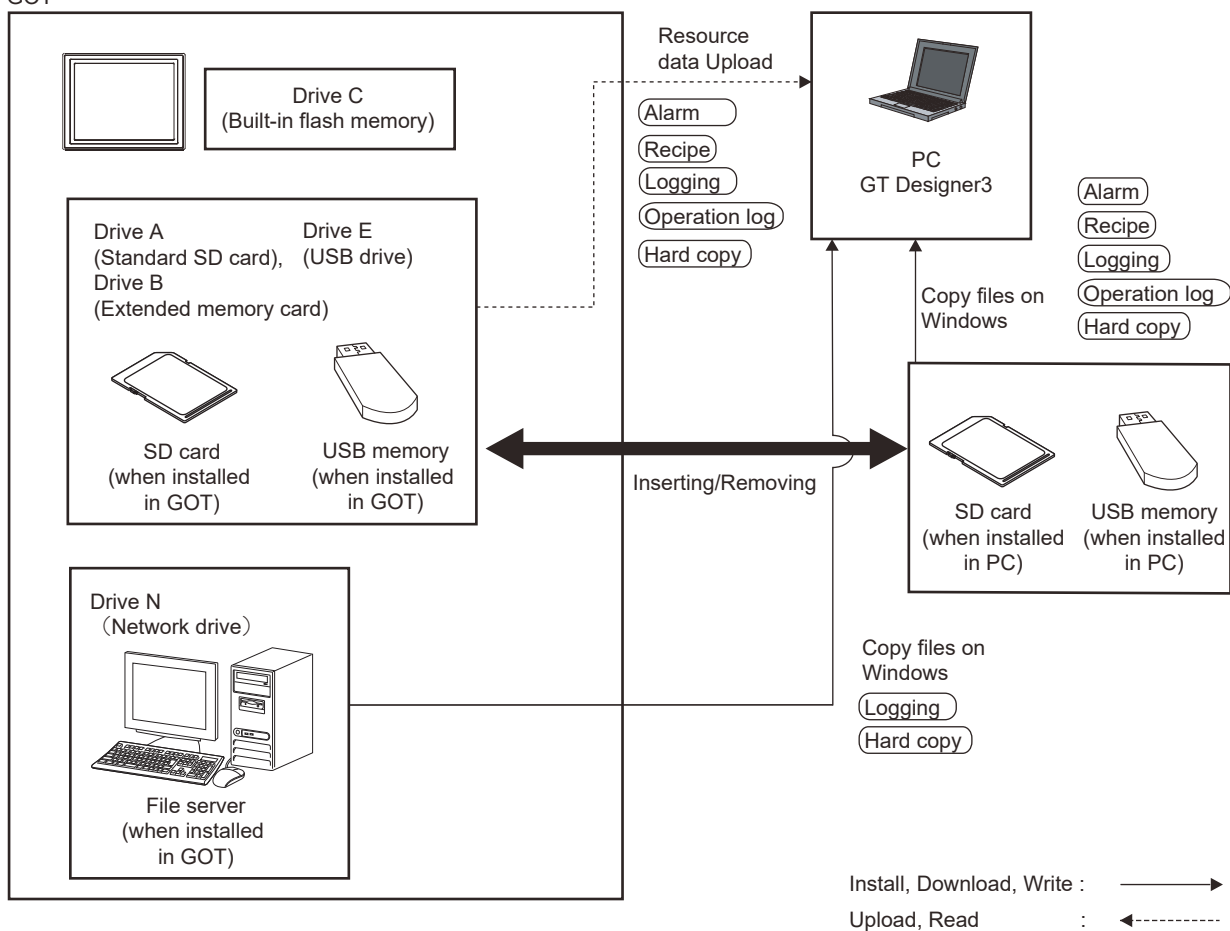 GOT
Drive C
(Built-in flash memory)
Drive A
(Standard SD card),
Drive B
(Extended memory card)
Drive E
(USB drive)
SD card
(when installed
in GOT)
USB memory
(when installed
in GOT)
Drive N
（Network drive）
File server
(when installed
in GOT)
Resource
data Upload
Alarm
Recipe
Logging
Operation log
Hard copy
PC
GT Designer3
Copy files on
Windows
Alarm
Recipe
Logging
Operation log
Hard copy
Inserting/Removing
SD card
(when installed
in PC)
USB memory
(when installed
in PC)
Copy files on
Windows
Logging
Hard copy
Install, Download, Write :
Upload, Read :